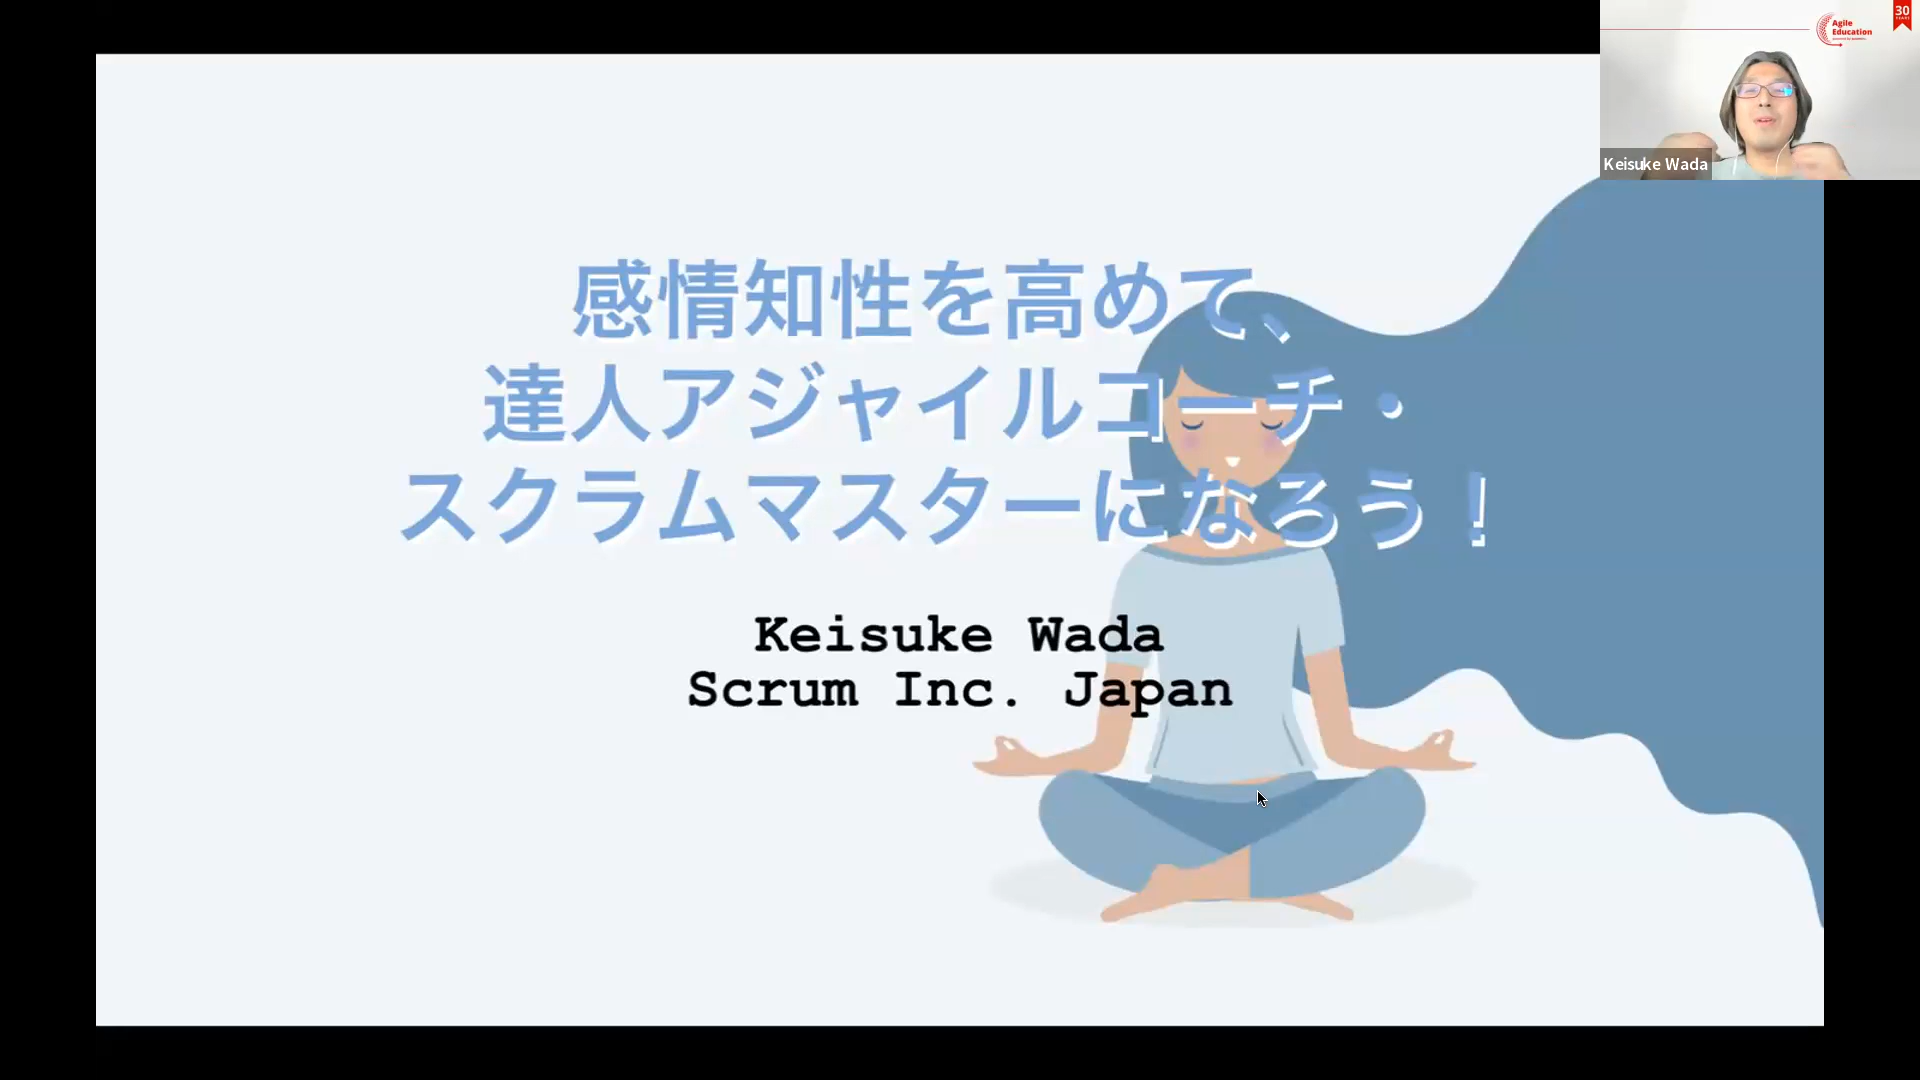 30
Agile
Education
Keisuke Wada
感情知性を高めて、
達人アジャイルコーチ・
スクラムマスターになろう！
Keisuke Wada
Scrum Inc. Japan